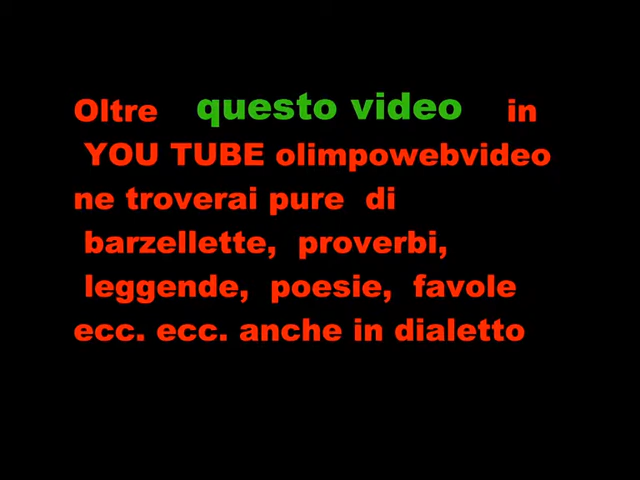 Oltre questo video in
YOU TUBE olimpowebvideo
ne troverai pure di
barzellette, proverbi,
leggende, poesie, favole
ecc. ecc. anche in dialetto